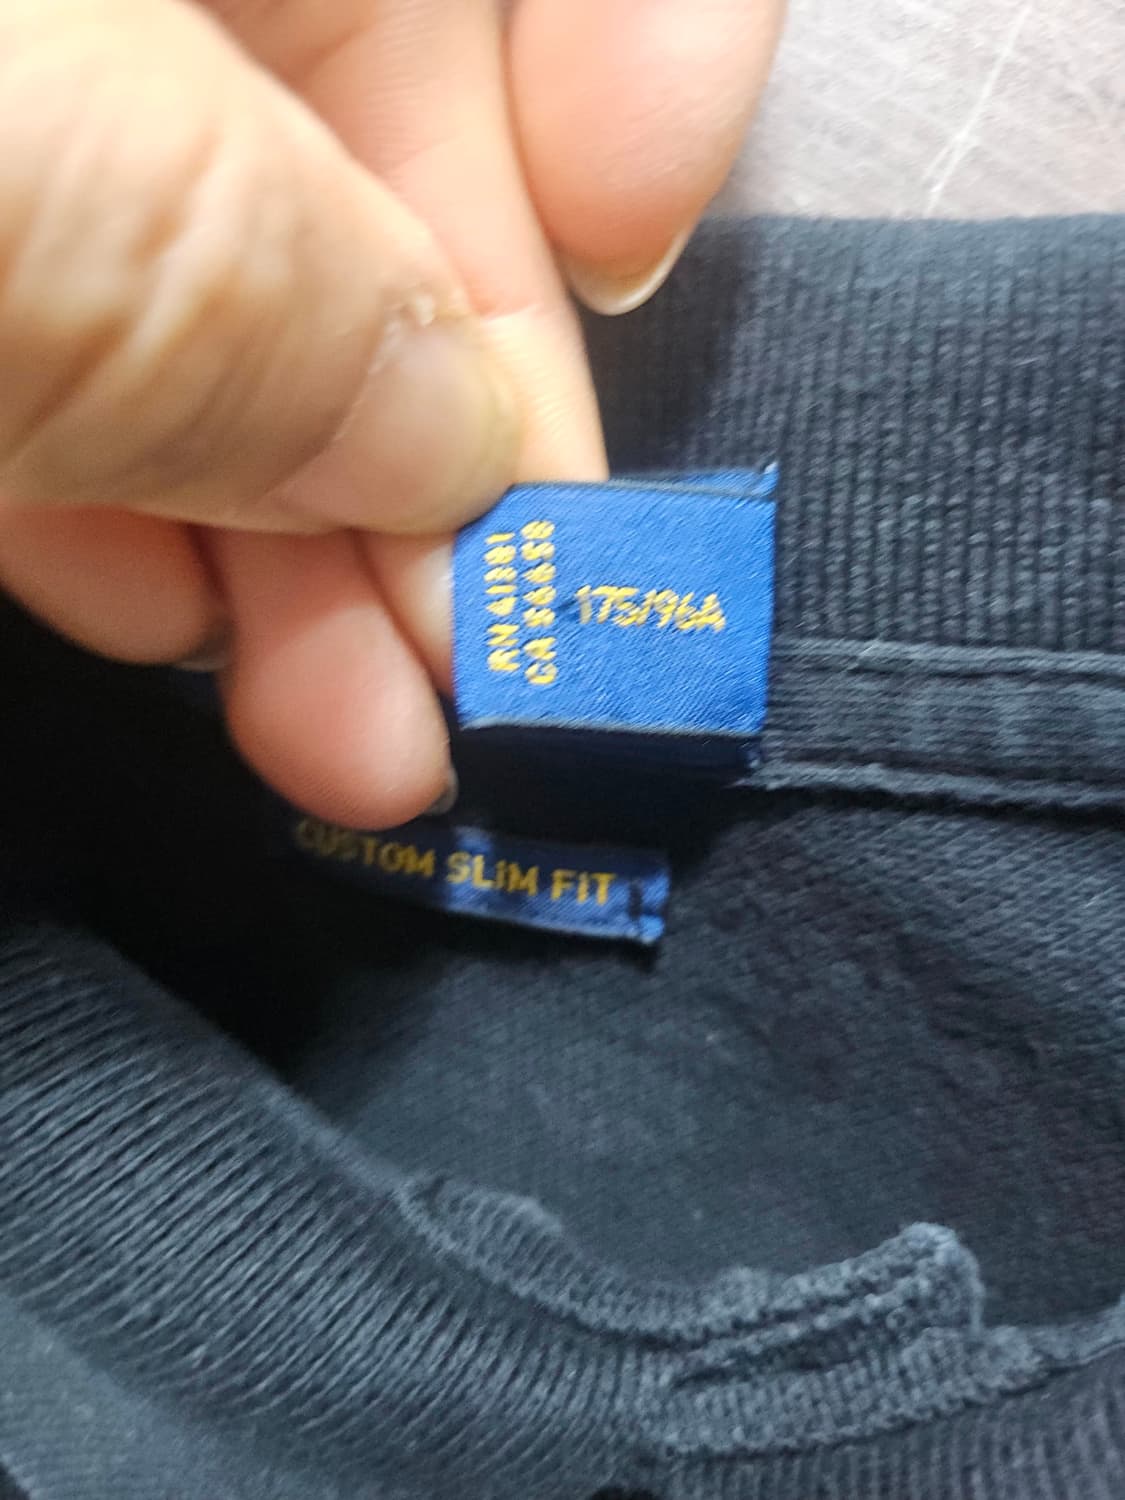 RN 41381
CA 56658
175/96A
CUSTOM SLIM FIT